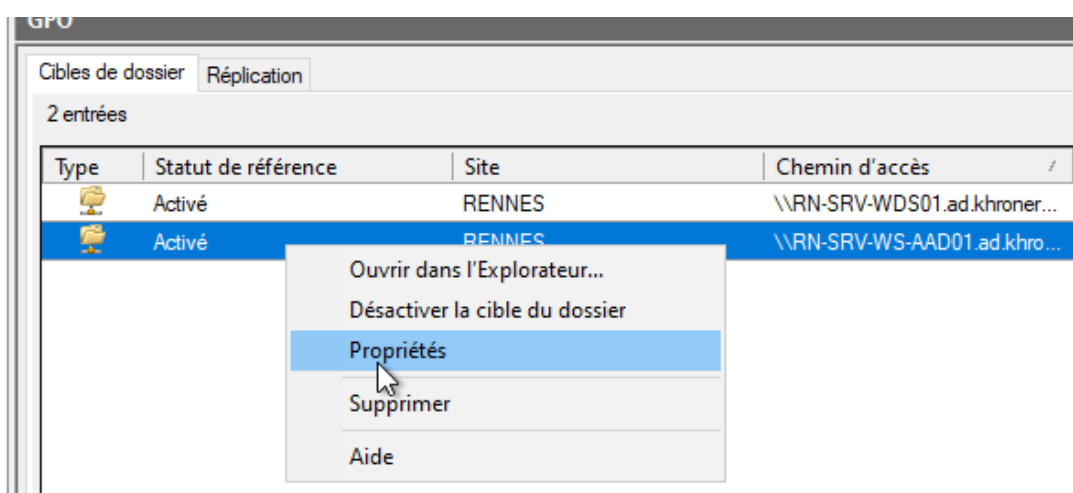 GPO
Cibles de dossier Réplication
2 entrées
Type Statut de référence Site Chemin d'accès
Activé RENNES \\RN-SRV-WDS01.ad.khroner...
Activé RENNES \\RN-SRV-WS-AAD01.ad.khro...
Ouvrir dans l'Explorateur...
Désactiver la cible du dossier
Propriétés
Supprimer
Aide